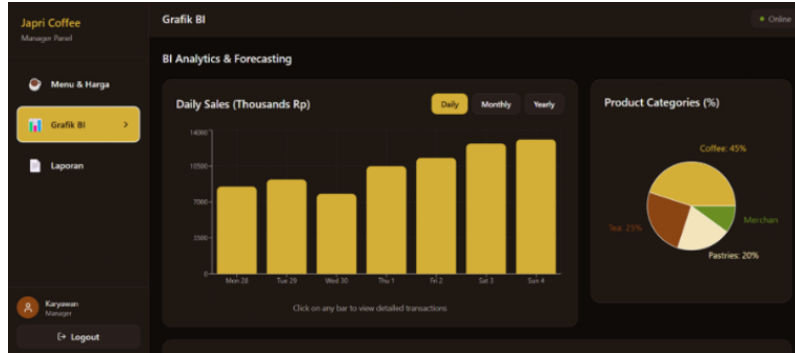 Japri Coffee
Manager Panel
Menu & Harga
Grafik BI
Laporan
Karyawan
Manager
Logout
Grafik BI
Online
BI Analytics & Forecasting
Daily Sales (Thousands Rp)
Daily
Monthly
Yearly
14000
10500
7000
3500
0
Mon 28
Tue 29
Wed 30
Thu 1
Fri 2
Sat 3
Sun 4
Click on any bar to view detailed transactions
Product Categories (%)
Coffee: 45%
Tea: 25%
Merchan
Pastries: 20%